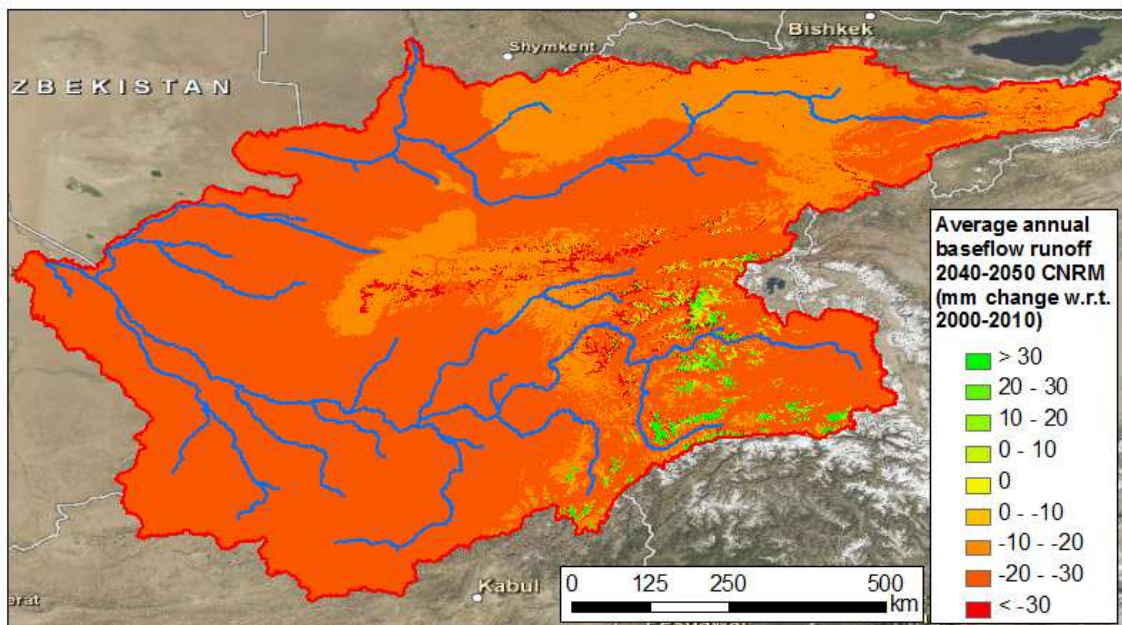 Bishkek
Shymkent
ZBEKISTAN
Average annual
baseflow runoff
2040-2050 CNRM
(mm change w.r.t.
2000-2010)
> 30
20 - 30
10 - 20
0 - 10
0
0 - -10
-10 - -20
-20 - -30
< -30
Kabul
erat
0 125 250 500
km